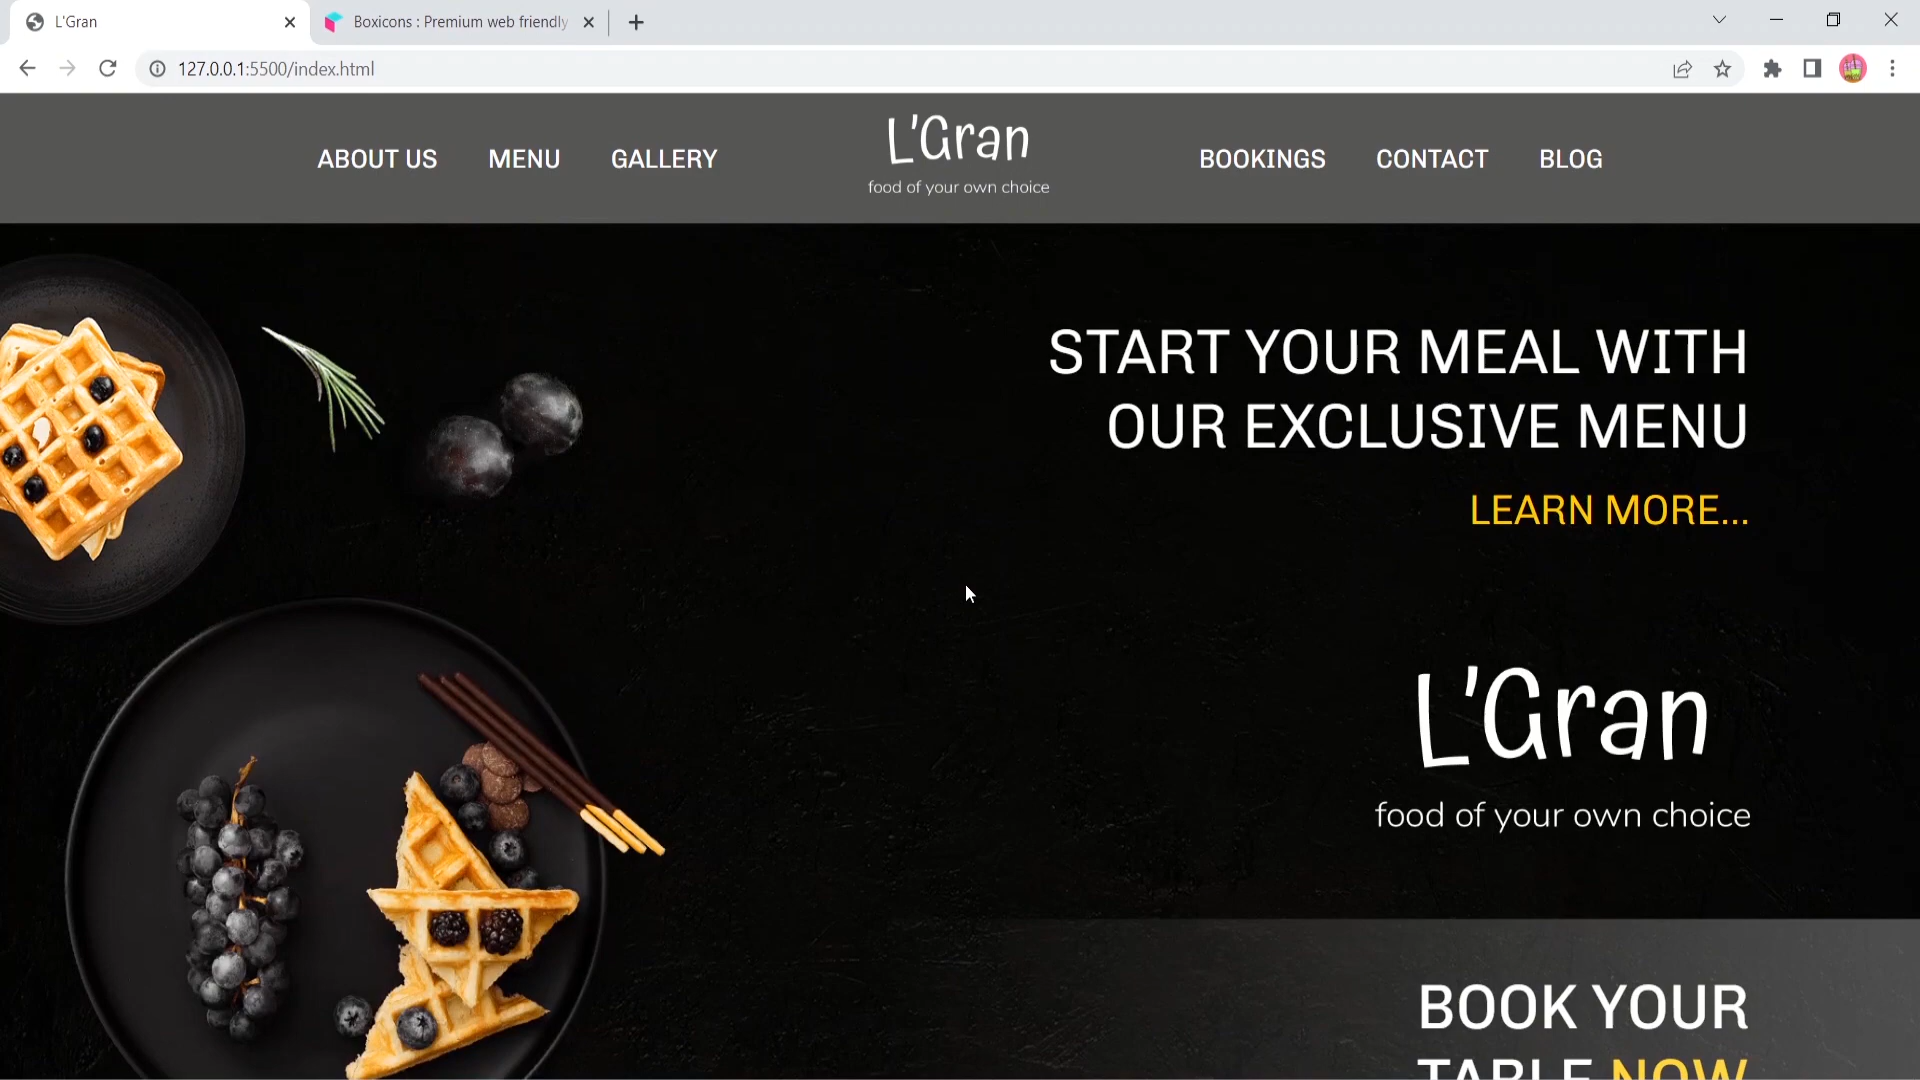 L'Gran
Boxicons : Premium web friendly
127.0.0.1:5500/index.html
ABOUT US MENU GALLERY L'Gran BOOKINGS CONTACT BLOG
food of your own choice
START YOUR MEAL WITH
OUR EXCLUSIVE MENU
LEARN MORE...
L'Gran
food of your own choice
BOOK YOUR
TABLE NOW